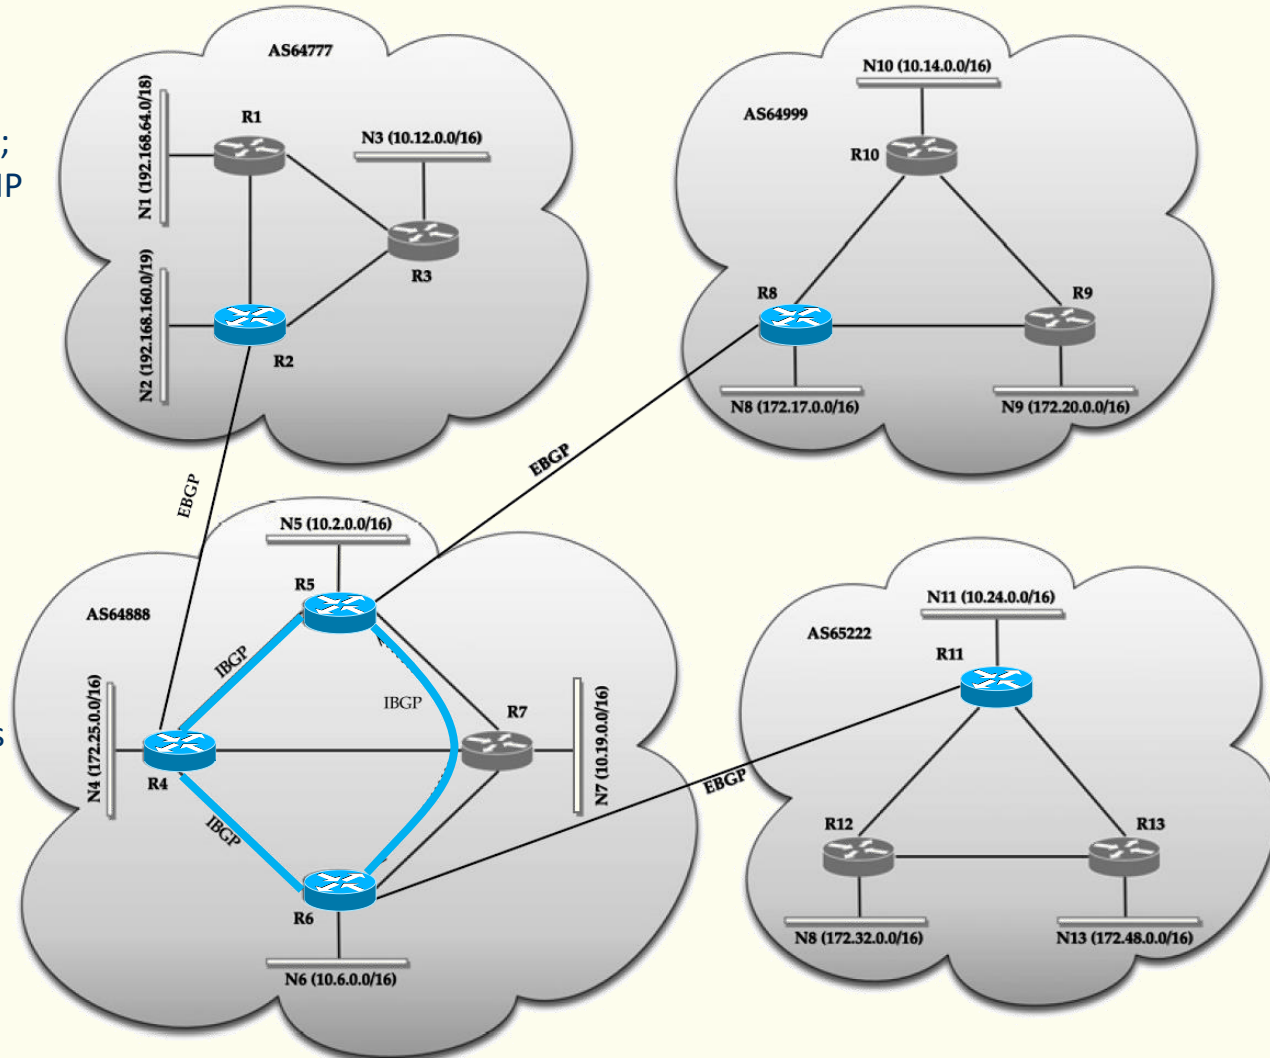 AS64777
N1 (192.168.64.0/18)
R1
N3 (10.12.0.0/16)
;
IP
R3
N2 (192.168.160.0/19)
R2
N10 (10.14.0.0/16)
AS64999
R10
R8
R9
N8 (172.17.0.0/16)
N9 (172.20.0.0/16)
EBGP
EBGP
N5 (10.2.0.0/16)
R5
AS64888
IBGP
IBGP
N4 (172.25.0.0/16)
R4
R7
N7 (10.19.0.0/16)
s
IBGP
R6
N6 (10.6.0.0/16)
EBGP
N11 (10.24.0.0/16)
AS65222
R11
R12
R13
N8 (172.32.0.0/16)
N13 (172.48.0.0/16)